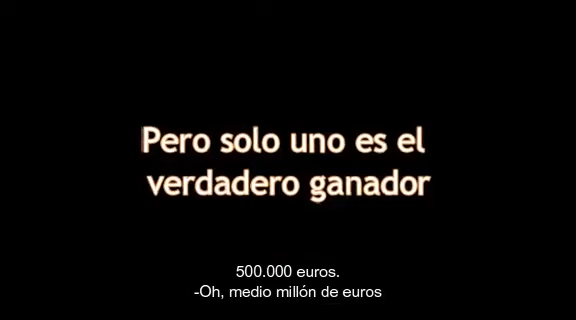 Pero solo uno es el
verdadero ganador
500.000 euros.
-Oh, medio millón de euros